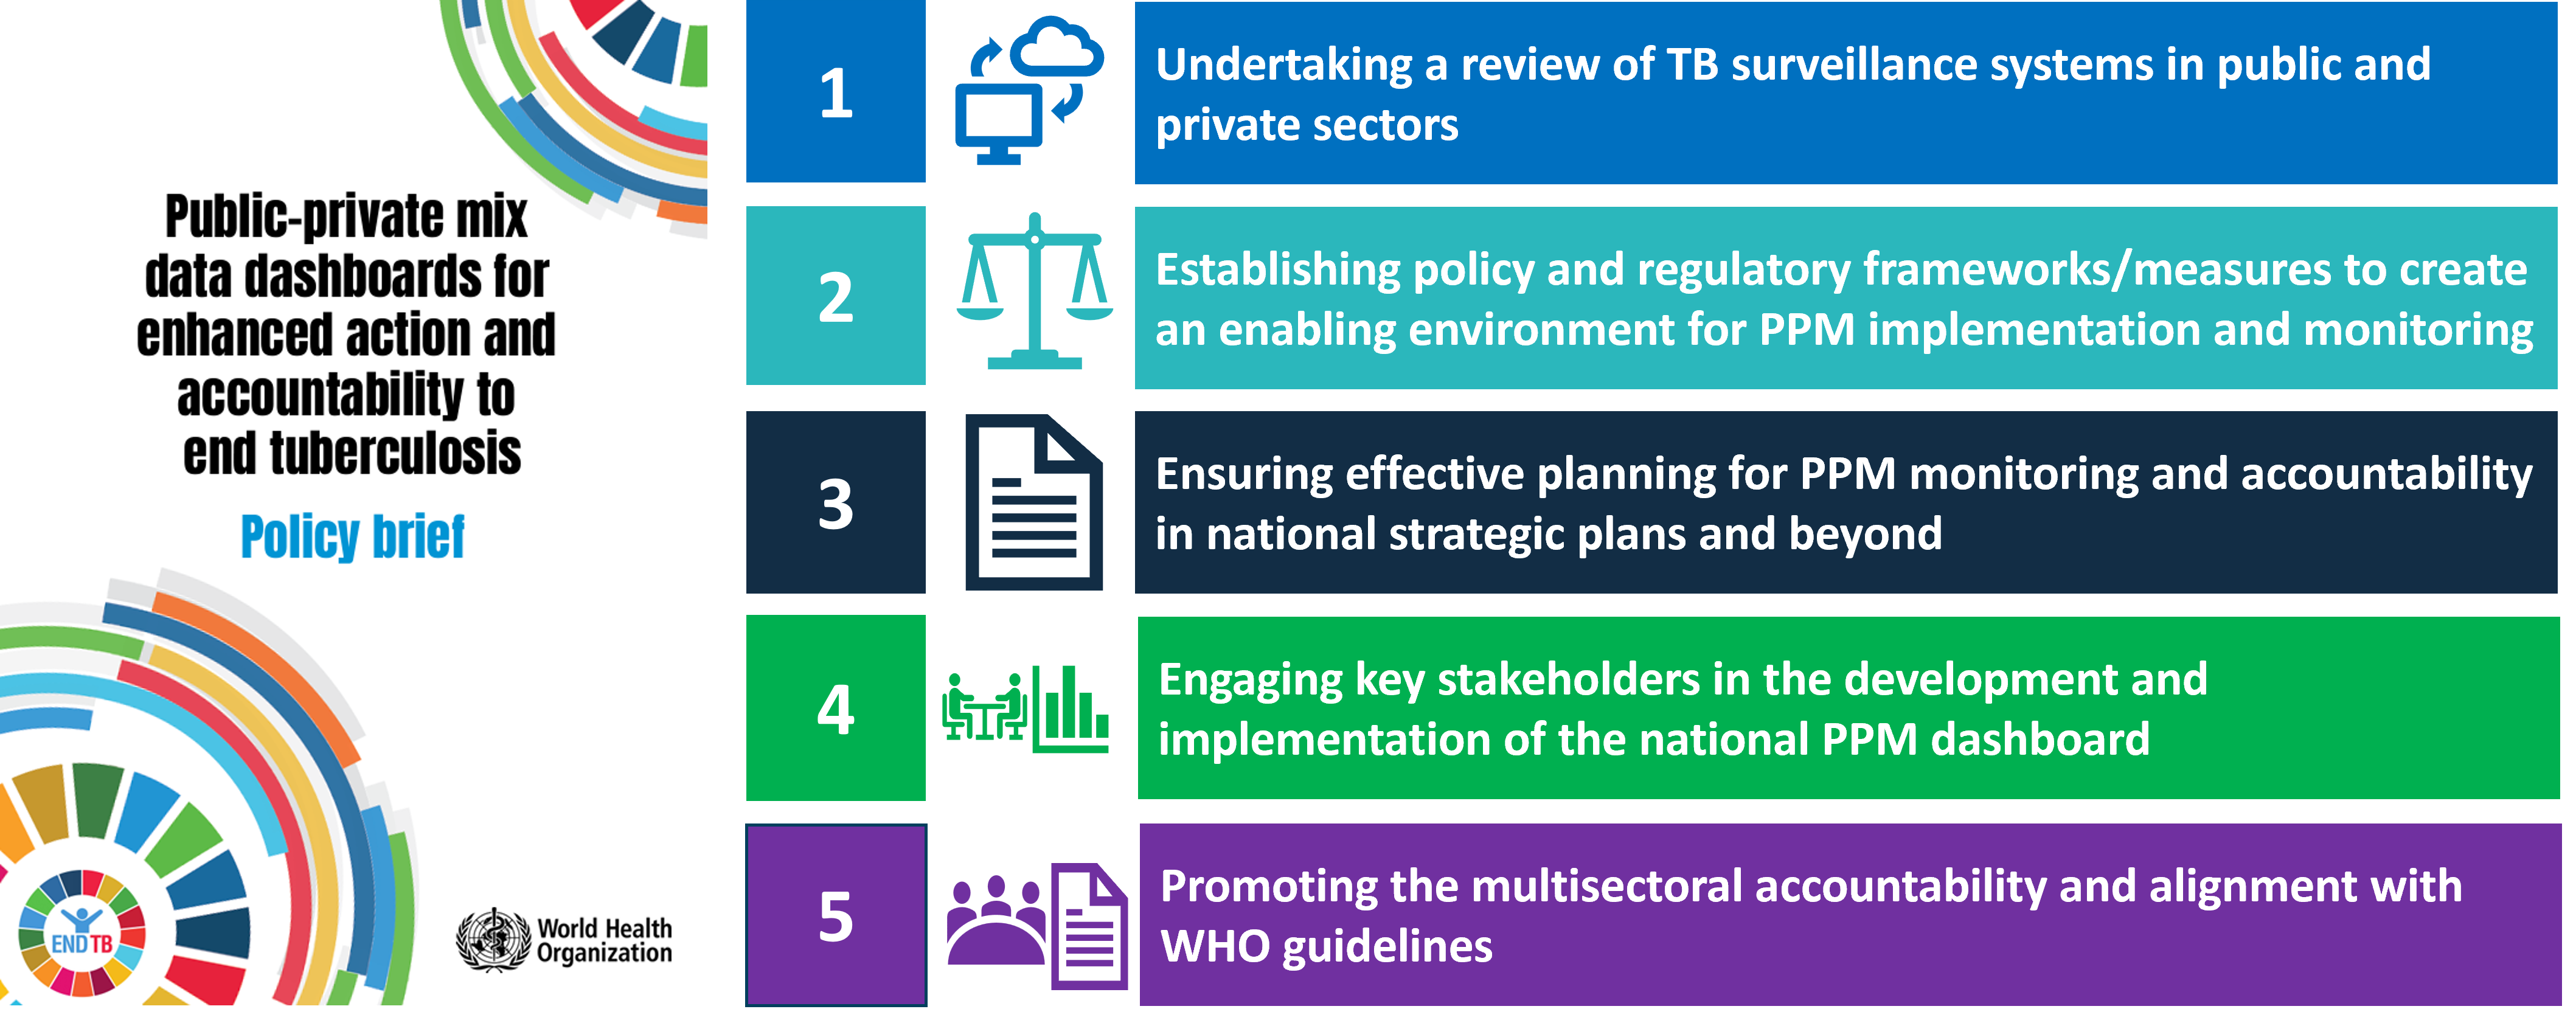 Public-private mix
data dashboards for
enhanced action and
accountability to
end tuberculosis
Policy brief
END TB
World Health
Organization
1
Undertaking a review of TB surveillance systems in public and
private sectors
2
Establishing policy and regulatory frameworks/measures to create
an enabling environment for PPM implementation and monitoring
3
Ensuring effective planning for PPM monitoring and accountability
in national strategic plans and beyond
4
Engaging key stakeholders in the development and
implementation of the national PPM dashboard
5
Promoting the multisectoral accountability and alignment with
WHO guidelines